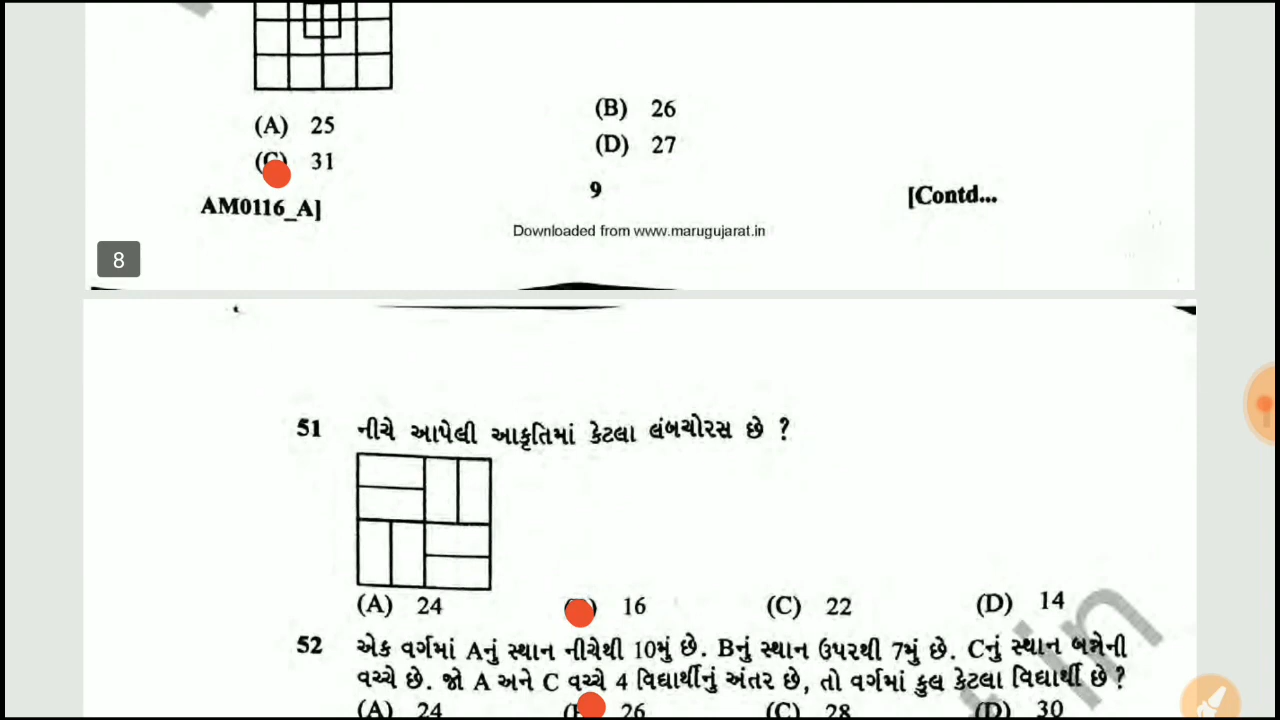 (A) 25
(B) 26
(C) 31
(D) 27
AM0116_A]
9
[Contd...
Downloaded from www.marugujarat.in
8
51 નીચે આપેલી આકૃતિમાં કેટલા લંબચોરસ છે ?
(A) 24
16
(C) 22
(D) 14
52 એક વર્ગમાં Aનું સ્થાન નીચેથી 10મું છે. Bનું સ્થાન ઉપરથી 7મું છે. Cનું સ્થાન બન્નેની
વચ્ચે છે. જો A અને C વચ્ચે 4 વિદ્યાર્થીનું અંતર છે, તો વર્ગમાં કુલ કેટલા વિદ્યાર્થી છે ?
(A) 24
26
(C) 28
(D) 30